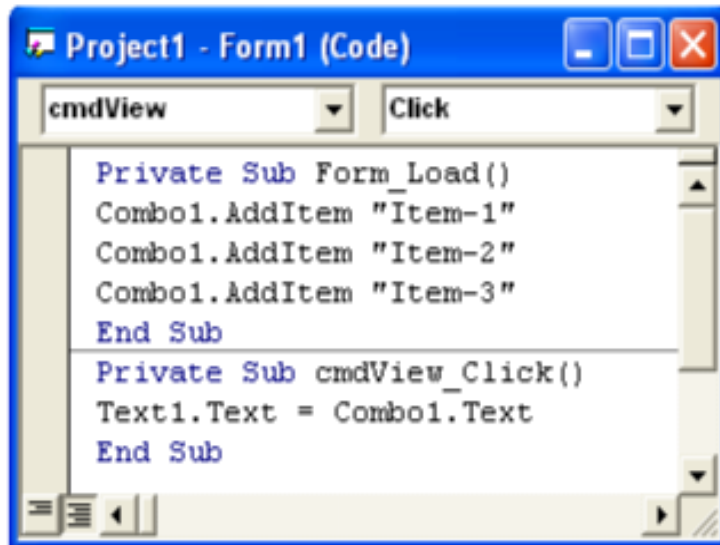 Project1 - Form1 (Code)
cmdView Click
Private Sub Form_Load()
Combo1.AddItem "Item-1"
Combo1.AddItem "Item-2"
Combo1.AddItem "Item-3"
End Sub
Private Sub cmdView_Click()
Text1.Text = Combo1.Text
End Sub